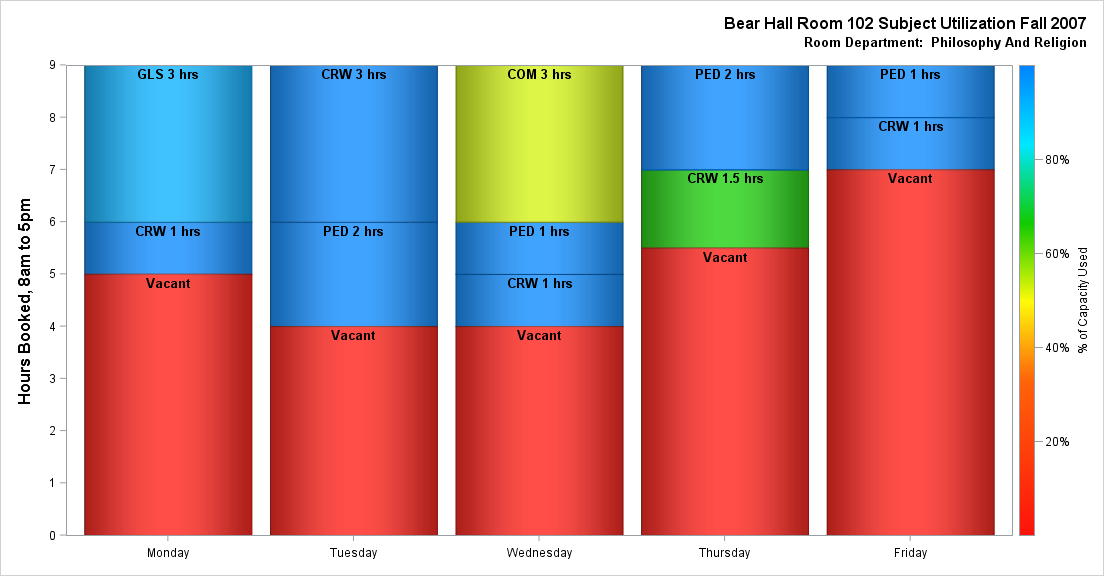 Bear Hall Room 102 Subject Utilization Fall 2007
Room Department:  Philosophy And Religion
Hours Booked, 8am to 5pm
9
8
7
6
5
4
3
2
1
0
GLS 3 hrs
CRW 1 hrs
Vacant
CRW 3 hrs
PED 2 hrs
Vacant
COM 3 hrs
PED 1 hrs
CRW 1 hrs
Vacant
PED 2 hrs
CRW 1.5 hrs
Vacant
PED 1 hrs
CRW 1 hrs
Vacant
Monday
Tuesday
Wednesday
Thursday
Friday
80%
60%
40%
20%
% of Capacity Used